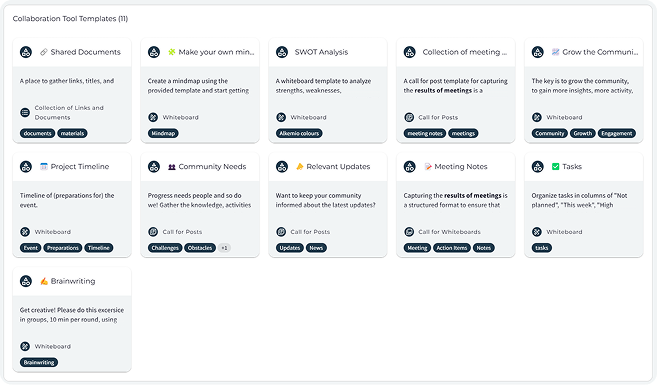 Collaboration Tool Templates (11)
Shared Documents
A place to gather links, titles, and
Collection of Links and
Documents
documents materials
Make your own min...
Create a mindmap using the
provided template and start getting
Whiteboard
Mindmap
SWOT Analysis
A whiteboard template to analyze
strengths, weaknesses,
Whiteboard
Alkemio colours
Collection of meeting ...
A call for post template for capturing
the results of meetings is a
Call for Posts
meeting notes meetings
Grow the Communi...
The key is to grow the community,
to gain more insights, more activity,
Whiteboard
Community Growth Engagement
Project Timeline
Timeline of (preparations for) the
event.
Whiteboard
Event Preparations Timeline
Community Needs
Progress needs people and so do
we! Gather the knowledge, activities
Call for Posts
Challenges Obstacles +1
Relevant Updates
Want to keep your community
informed about the latest updates?
Call for Posts
Updates News
Meeting Notes
Capturing the results of meetings is
a structured format to ensure that
Call for Whiteboards
Meeting Action Items Notes
Tasks
Organize tasks in columns of "Not
planned", "This week", "High
Whiteboard
tasks
Brainwriting
Get creative! Please do this excersice
in groups, 10 min per round, using
Whiteboard
Brainwriting